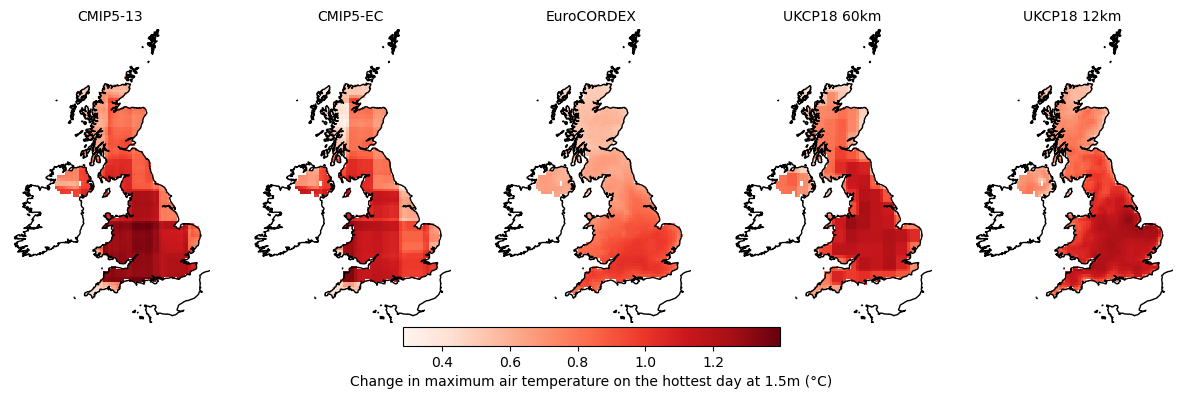 CMIP5-13
CMIP5-EC
EuroCORDEX
UKCP18 60km
UKCP18 12km
0.4
0.6
0.8
1.0
1.2
Change in maximum air temperature on the hottest day at 1.5m (°C)